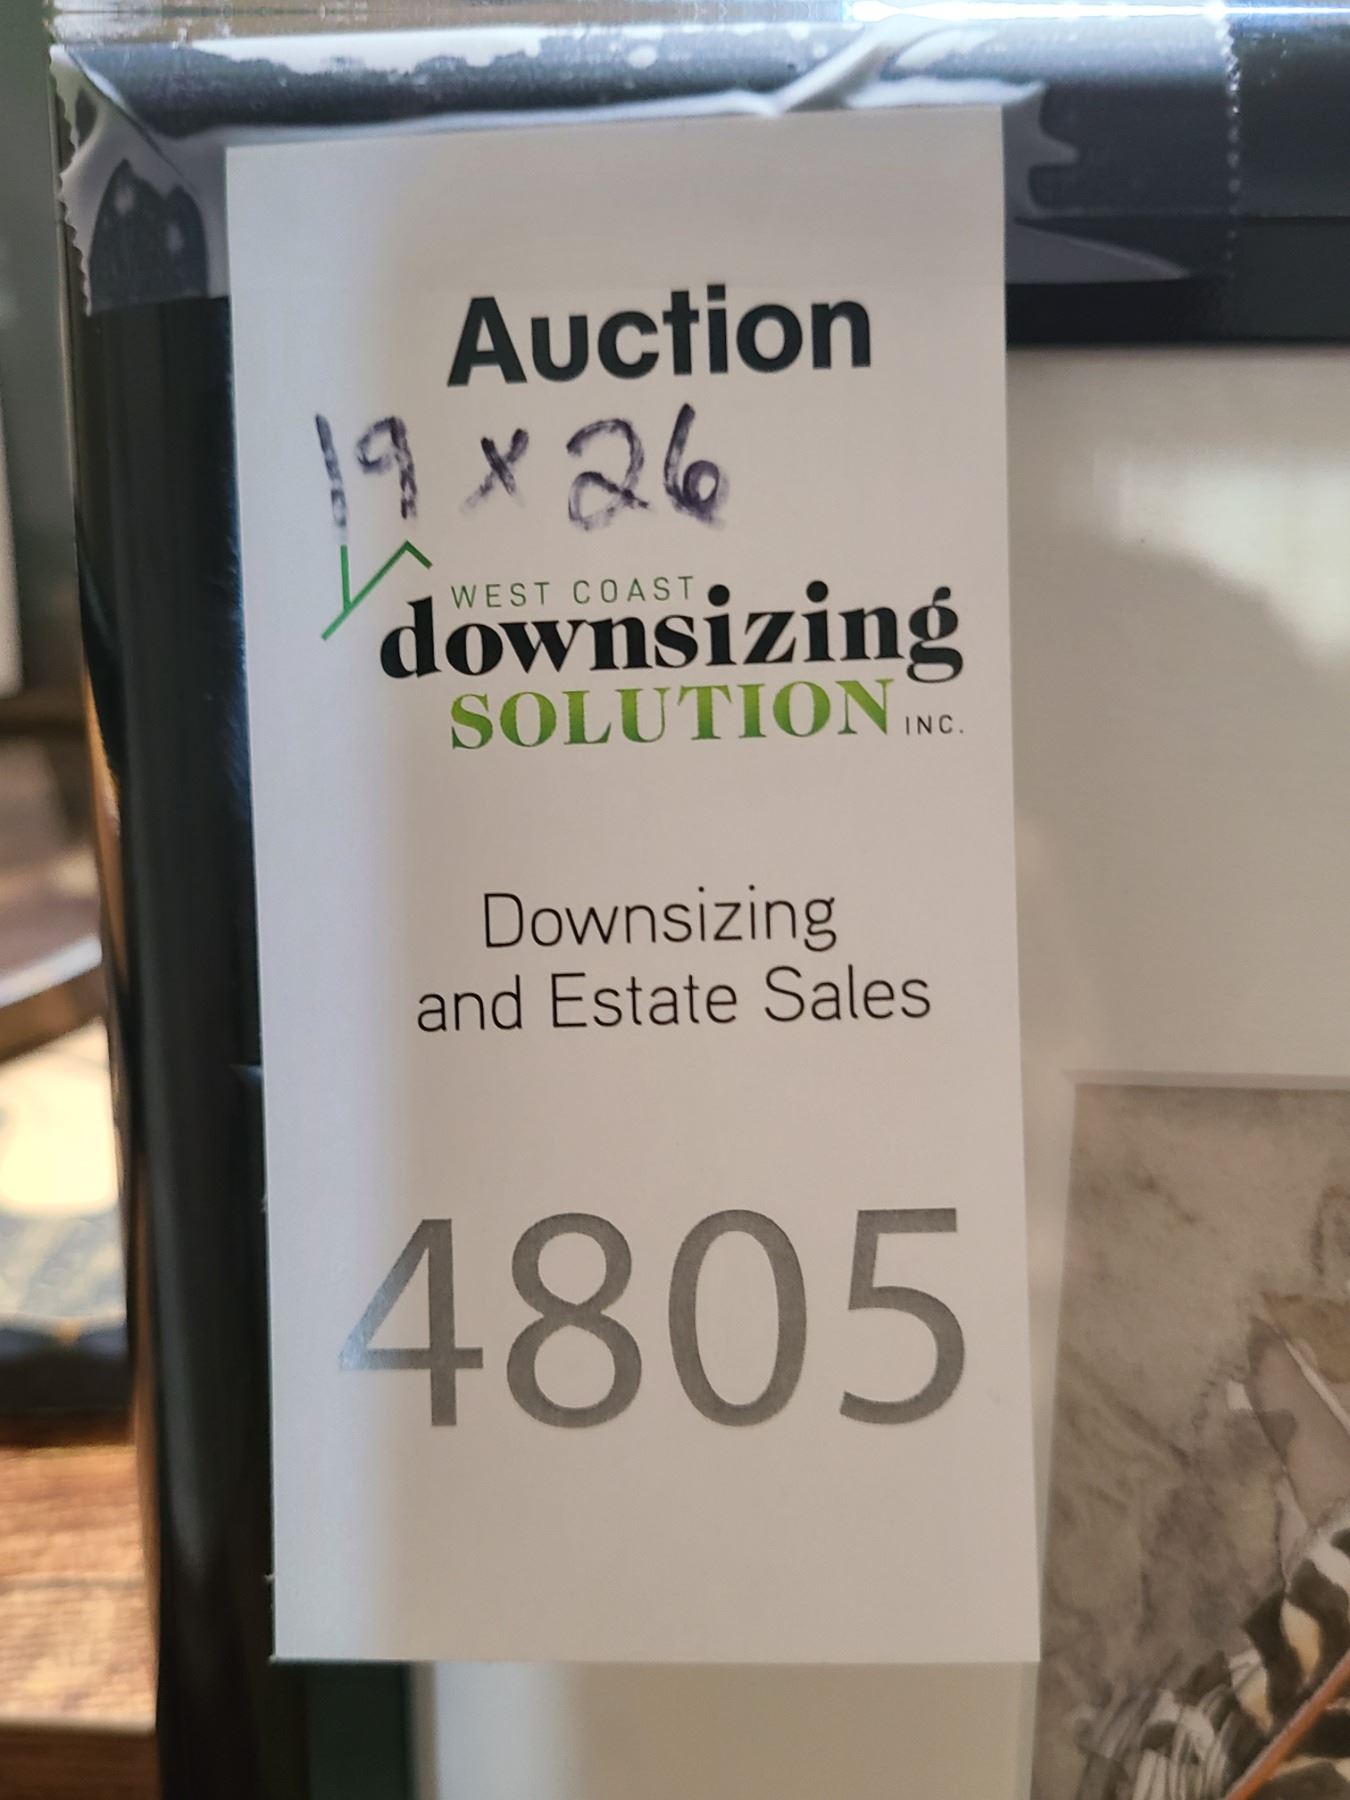 Auction
19 x 26
WEST COAST
downsizing
SOLUTION INC.
Downsizing
and Estate Sales
4805